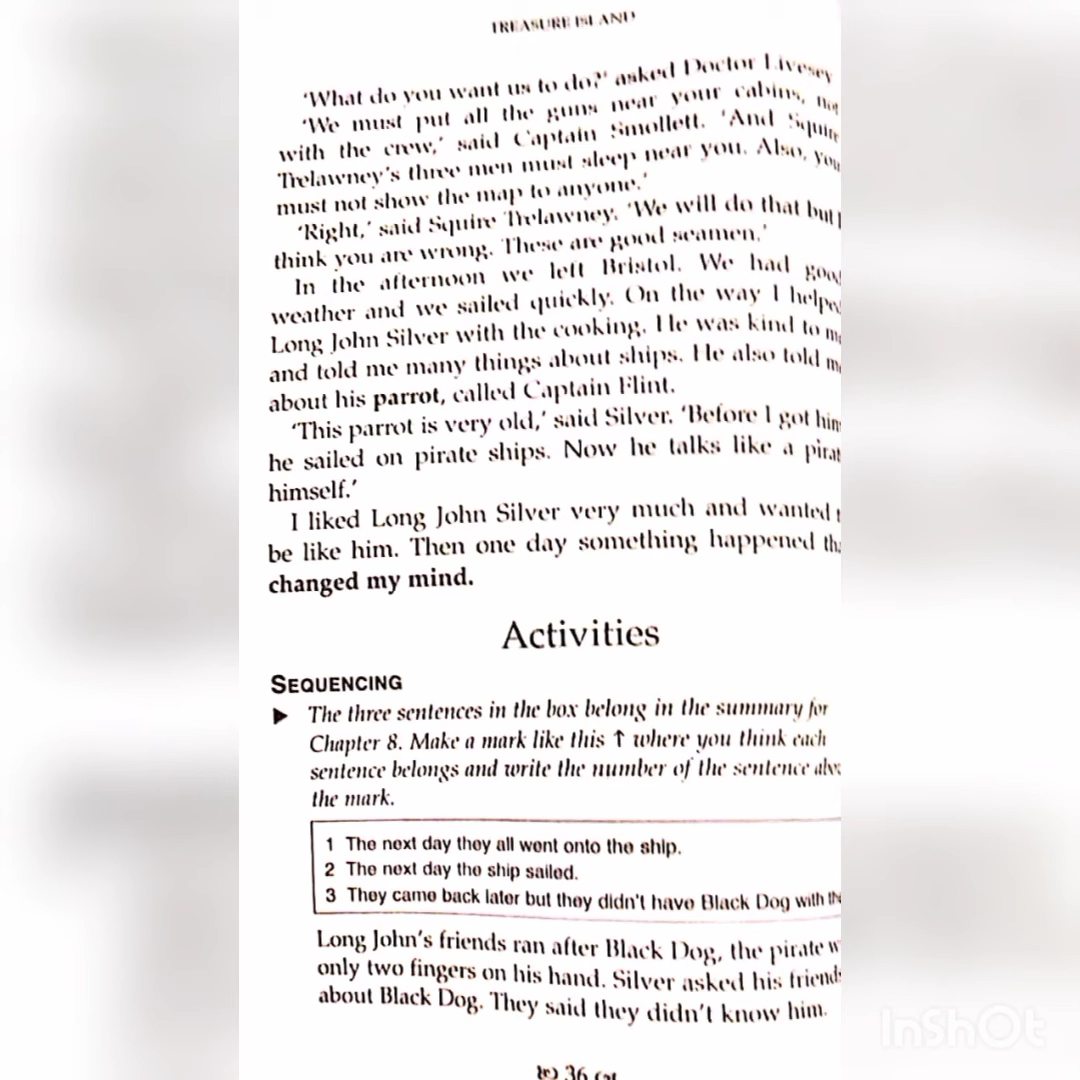 TREASURE ISLAND
'What do you want us to do?' asked Doctor Livesey
'We must put all the guns near your cabins, not
with the crew,' said Captain Smollett. 'And Squire
Trelawney's three men must sleep near you. Also, you
must not show the map to anyone.'
'Right,' said Squire Trelawney. 'We will do that but
think you are wrong. These are good seamen.'
In the afternoon we left Bristol. We had good
weather and we sailed quickly. On the way I helped
Long John Silver with the cooking. He was kind to me
and told me many things about ships. He also told me
about his parrot, called Captain Flint.
'This parrot is very old,' said Silver. 'Before I got him
he sailed on pirate ships. Now he talks like a pirat
himself.'
I liked Long John Silver very much and wanted
be like him. Then one day something happened tha
changed my mind.
Activities
SEQUENCING
▶ The three sentences in the box belong in the summary for
Chapter 8. Make a mark like this ↑ where you think each
sentence belongs and write the number of the sentence abo
the mark.
1 The next day they all went onto the ship.
2 The next day the ship sailed.
3 They came back later but they didn't have Black Dog with the
Long John's friends ran after Black Dog, the pirate w
only two fingers on his hand. Silver asked his friends
about Black Dog. They said they didn't know him.
36
InShOt